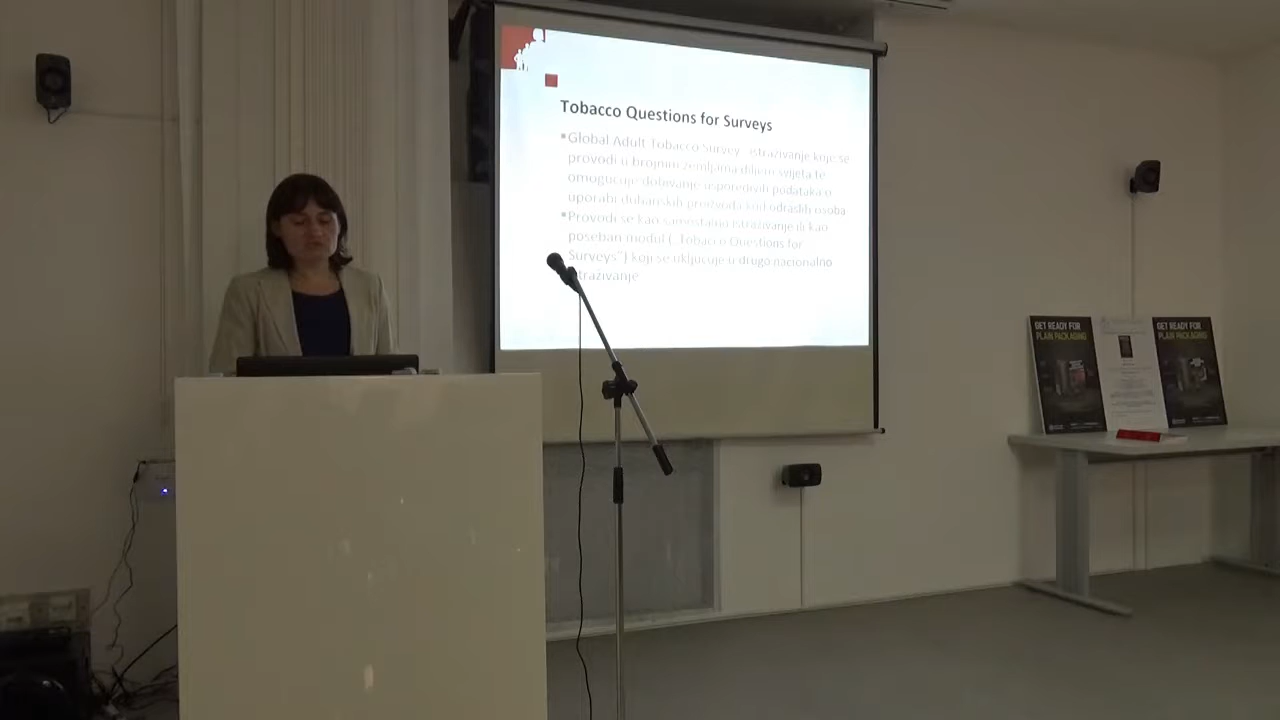 Tobacco Questions for Surveys
Global Adult Tobacco Survey - istraživanje koje se
provodi u brojnim zemljama diljem svijeta te
omogućuje dobivanje usporedivih podataka o
uporabi duhanskih proizvoda kod odraslih osoba
Provodi se kao samostalno istraživanje ili kao
poseban modul („Tobacco Questions for
Surveys“) koji se uključuje u drugo nacionalno
istraživanje
GET READY FOR
PLAIN PACKAGING
GET READY FOR
PLAIN PACKAGING